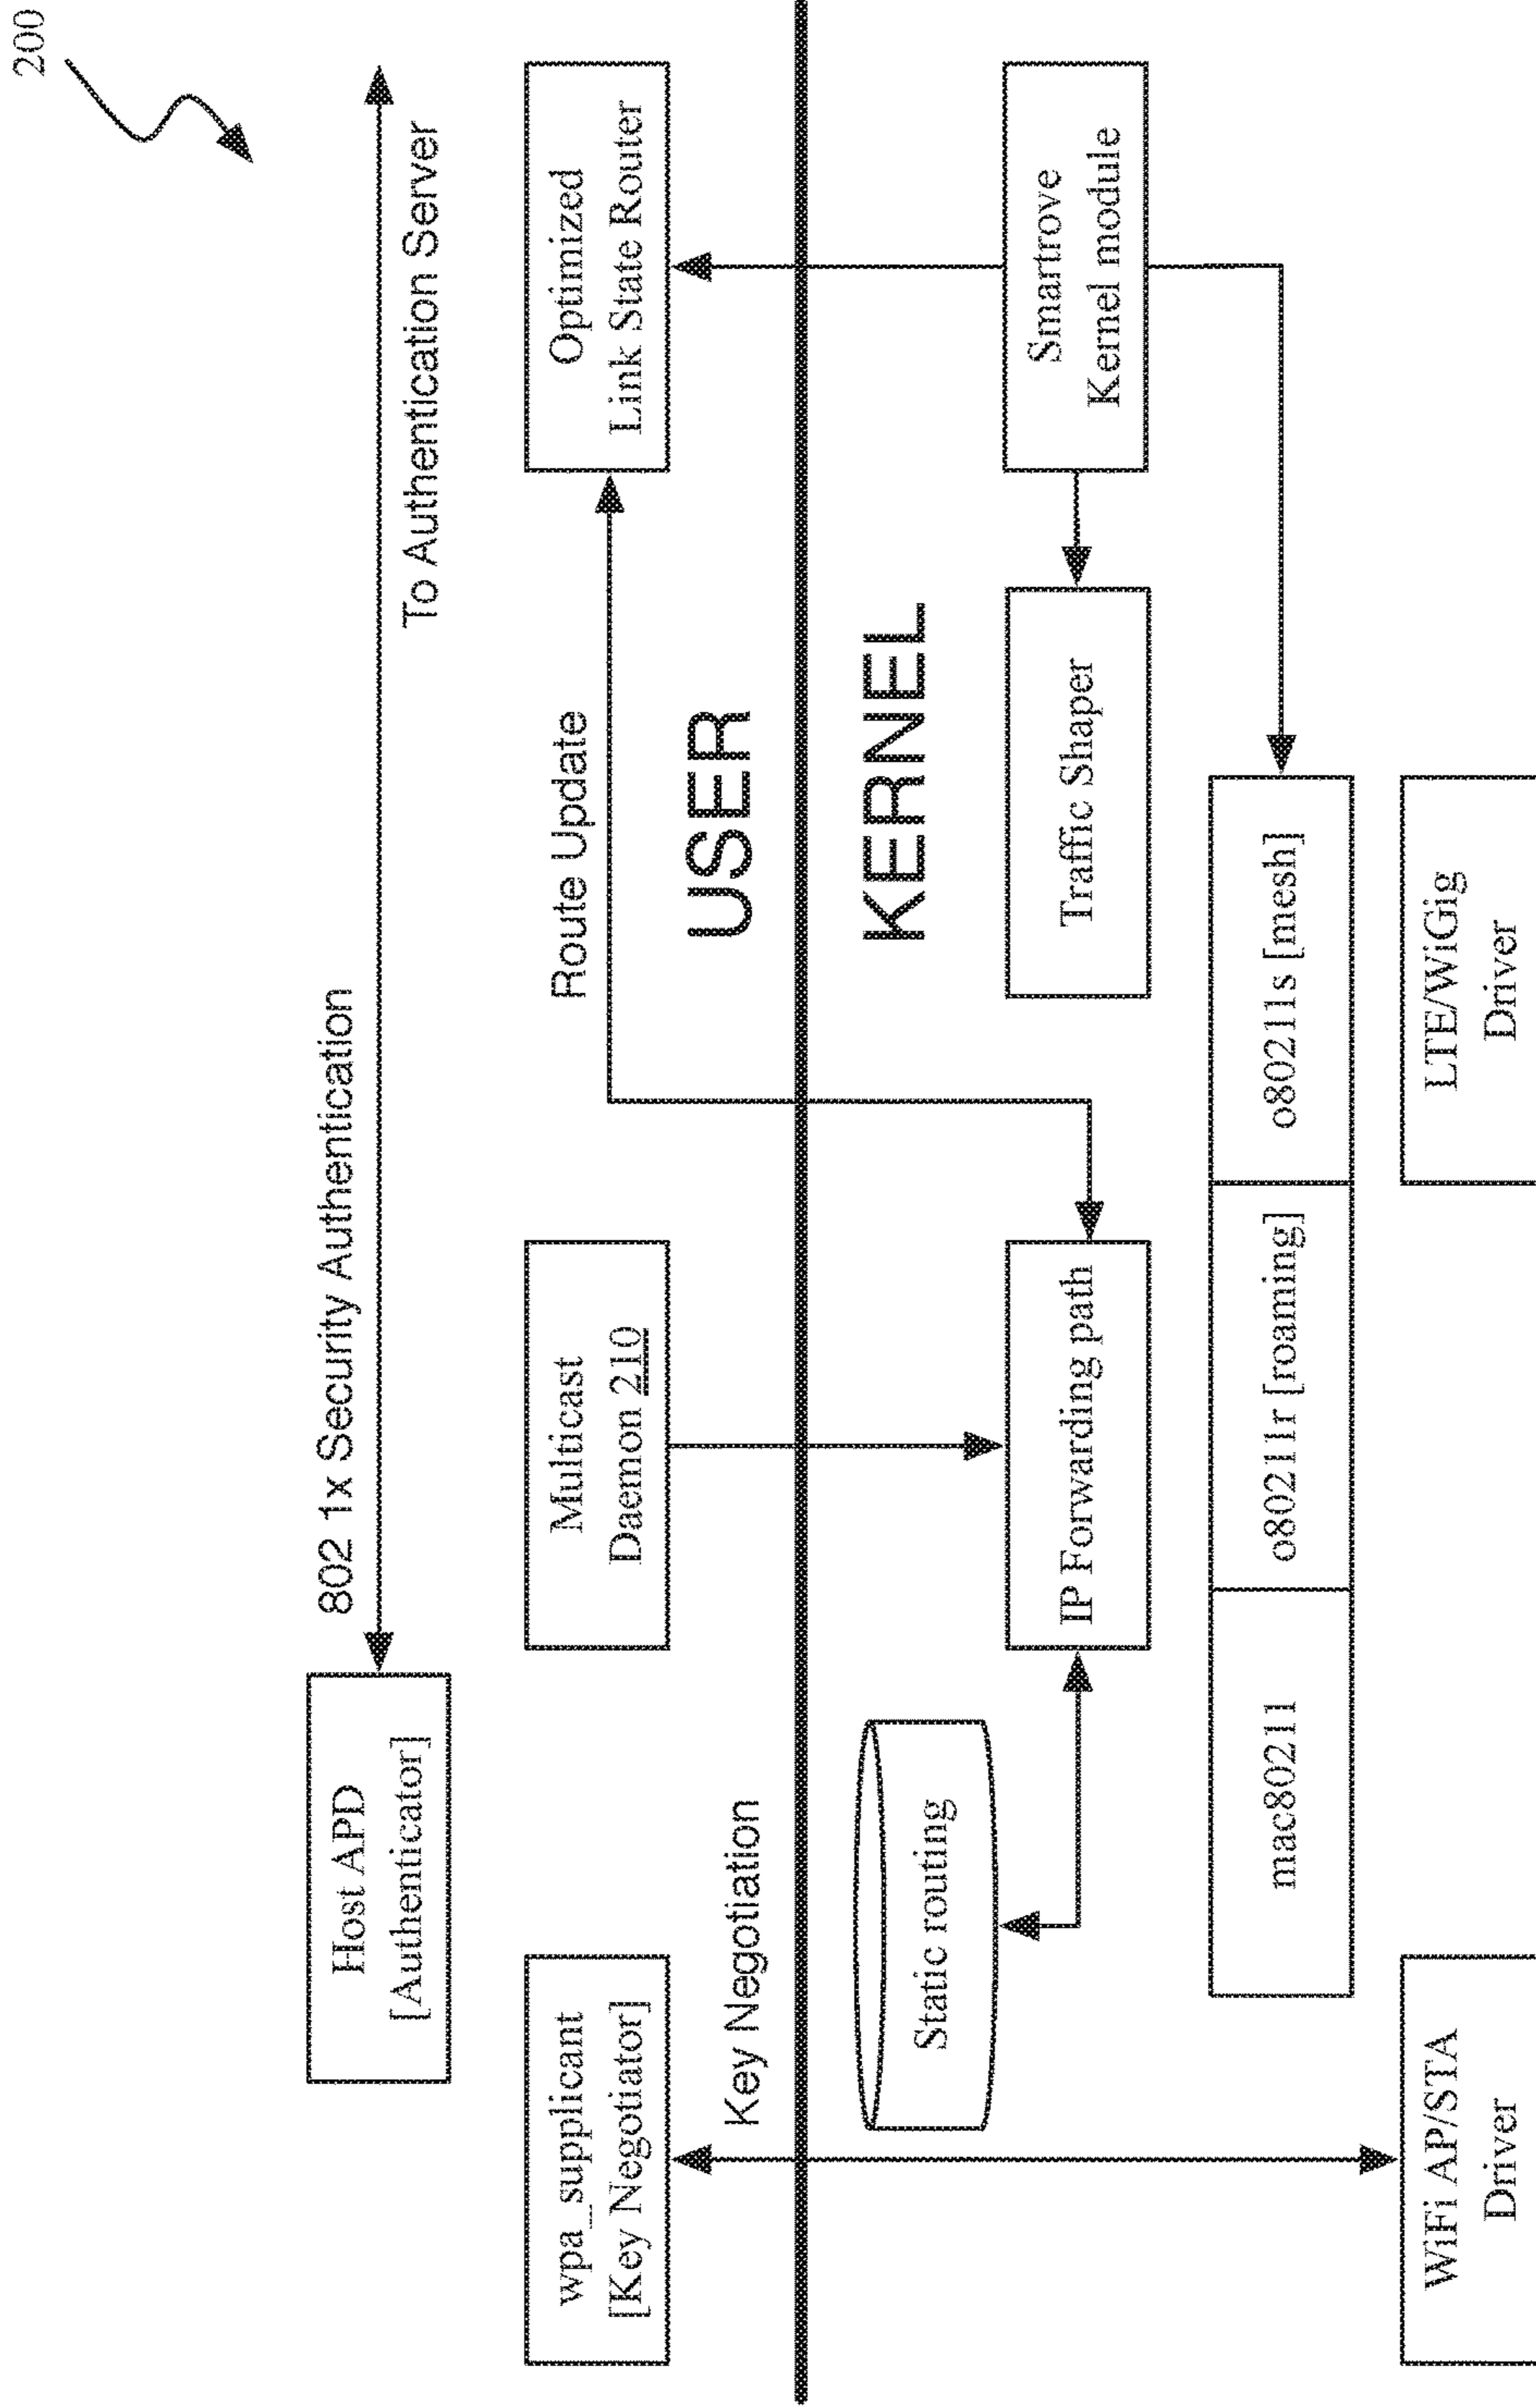 200
802 1x Security Authentication
To Authentication Server
Host APD
[Authenticator]
wpa_supplicant
[Key Negotiator]
Multicast
Daemon 210
Route Update
Optimized
Link State Router
Key Negotiation
USER
KERNEL
Static routing
IP Forwarding path
Traffic Shaper
Smartrove
Kernel module
mac80211
o80211r [roaming]
o80211s [mesh]
WiFi AP/STA
Driver
LTE/WiGig
Driver